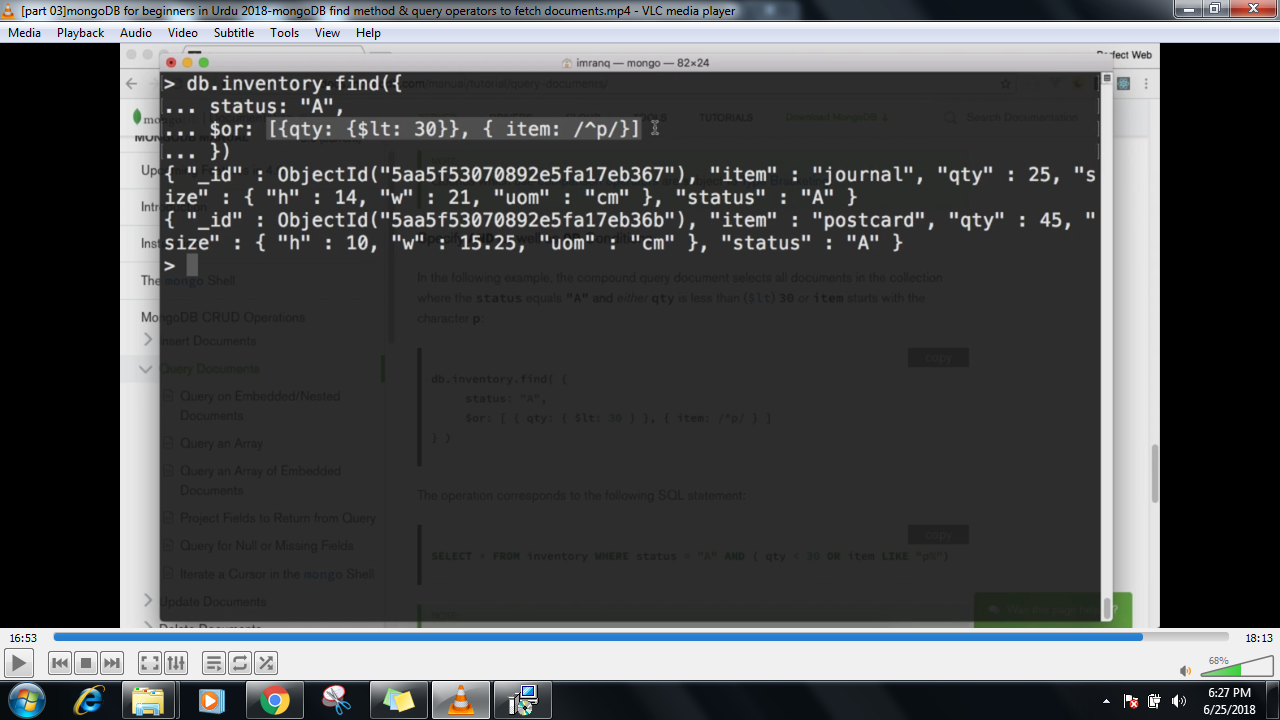 [part 03]mongoDB for beginners in Urdu 2018-mongoDB find method & query operators to fetch documents.mp4 - VLC media player
Media Playback Audio Video Subtitle Tools View Help
Perfect Web
imranq — mongo — 82×24
com/manual/tutorial/query-documents/
> db.inventory.find({
... status: "A",
... $or: [{qty: {$lt: 30}}, { item: /^p/}]
... })
{ "_id" : ObjectId("5aa5f53070892e5fa17eb367"), "item" : "journal", "qty" : 25, "s
ize" : { "h" : 14, "w" : 21, "uom" : "cm" }, "status" : "A" }
{ "_id" : ObjectId("5aa5f53070892e5fa17eb36b"), "item" : "postcard", "qty" : 45, "
size" : { "h" : 10, "w" : 15.25, "uom" : "cm" }, "status" : "A" }
>
TUTORIALS
Search Documentation
The mongo Shell
MongoDB CRUD Operations
Insert Documents
Query Documents
Query on Embedded/Nested
Documents
Query an Array
Query an Array of Embedded
Documents
Project Fields to Return from Query
Query for Null or Missing Fields
Iterate a Cursor in the mongo Shell
Update Documents
Delete Documents
In the following example, the compound query document selects all documents in the collection
where the status equals "A" and either qty is less than ($lt) 30 or item starts with the
character p.
copy
db.inventory.find( {
status: "A",
$or: [ { qty: { $lt: 30 } }, { item: /^p/ } ]
} )
The operation corresponds to the following SQL statement:
copy
SELECT * FROM inventory WHERE status = "A" AND ( qty < 30 OR item LIKE "p%")
16:53
18:13
68%
6:27 PM
6/25/2018